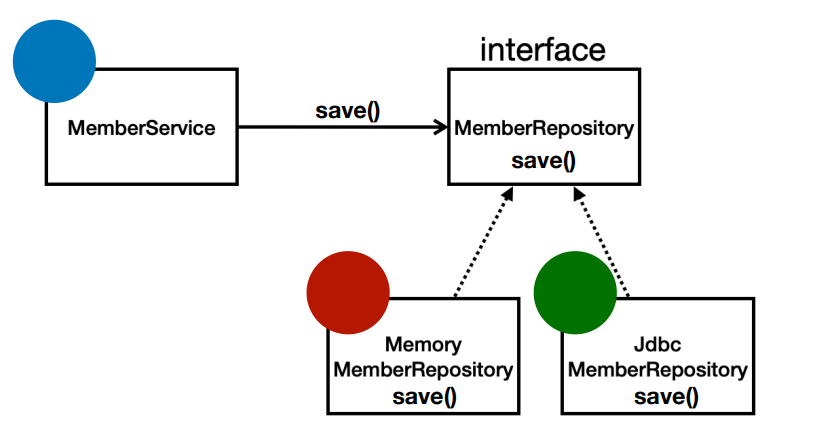 interface
MemberService
save()
MemberRepository
save()
Memory
MemberRepository
save()
Jdbc
MemberRepository
save()